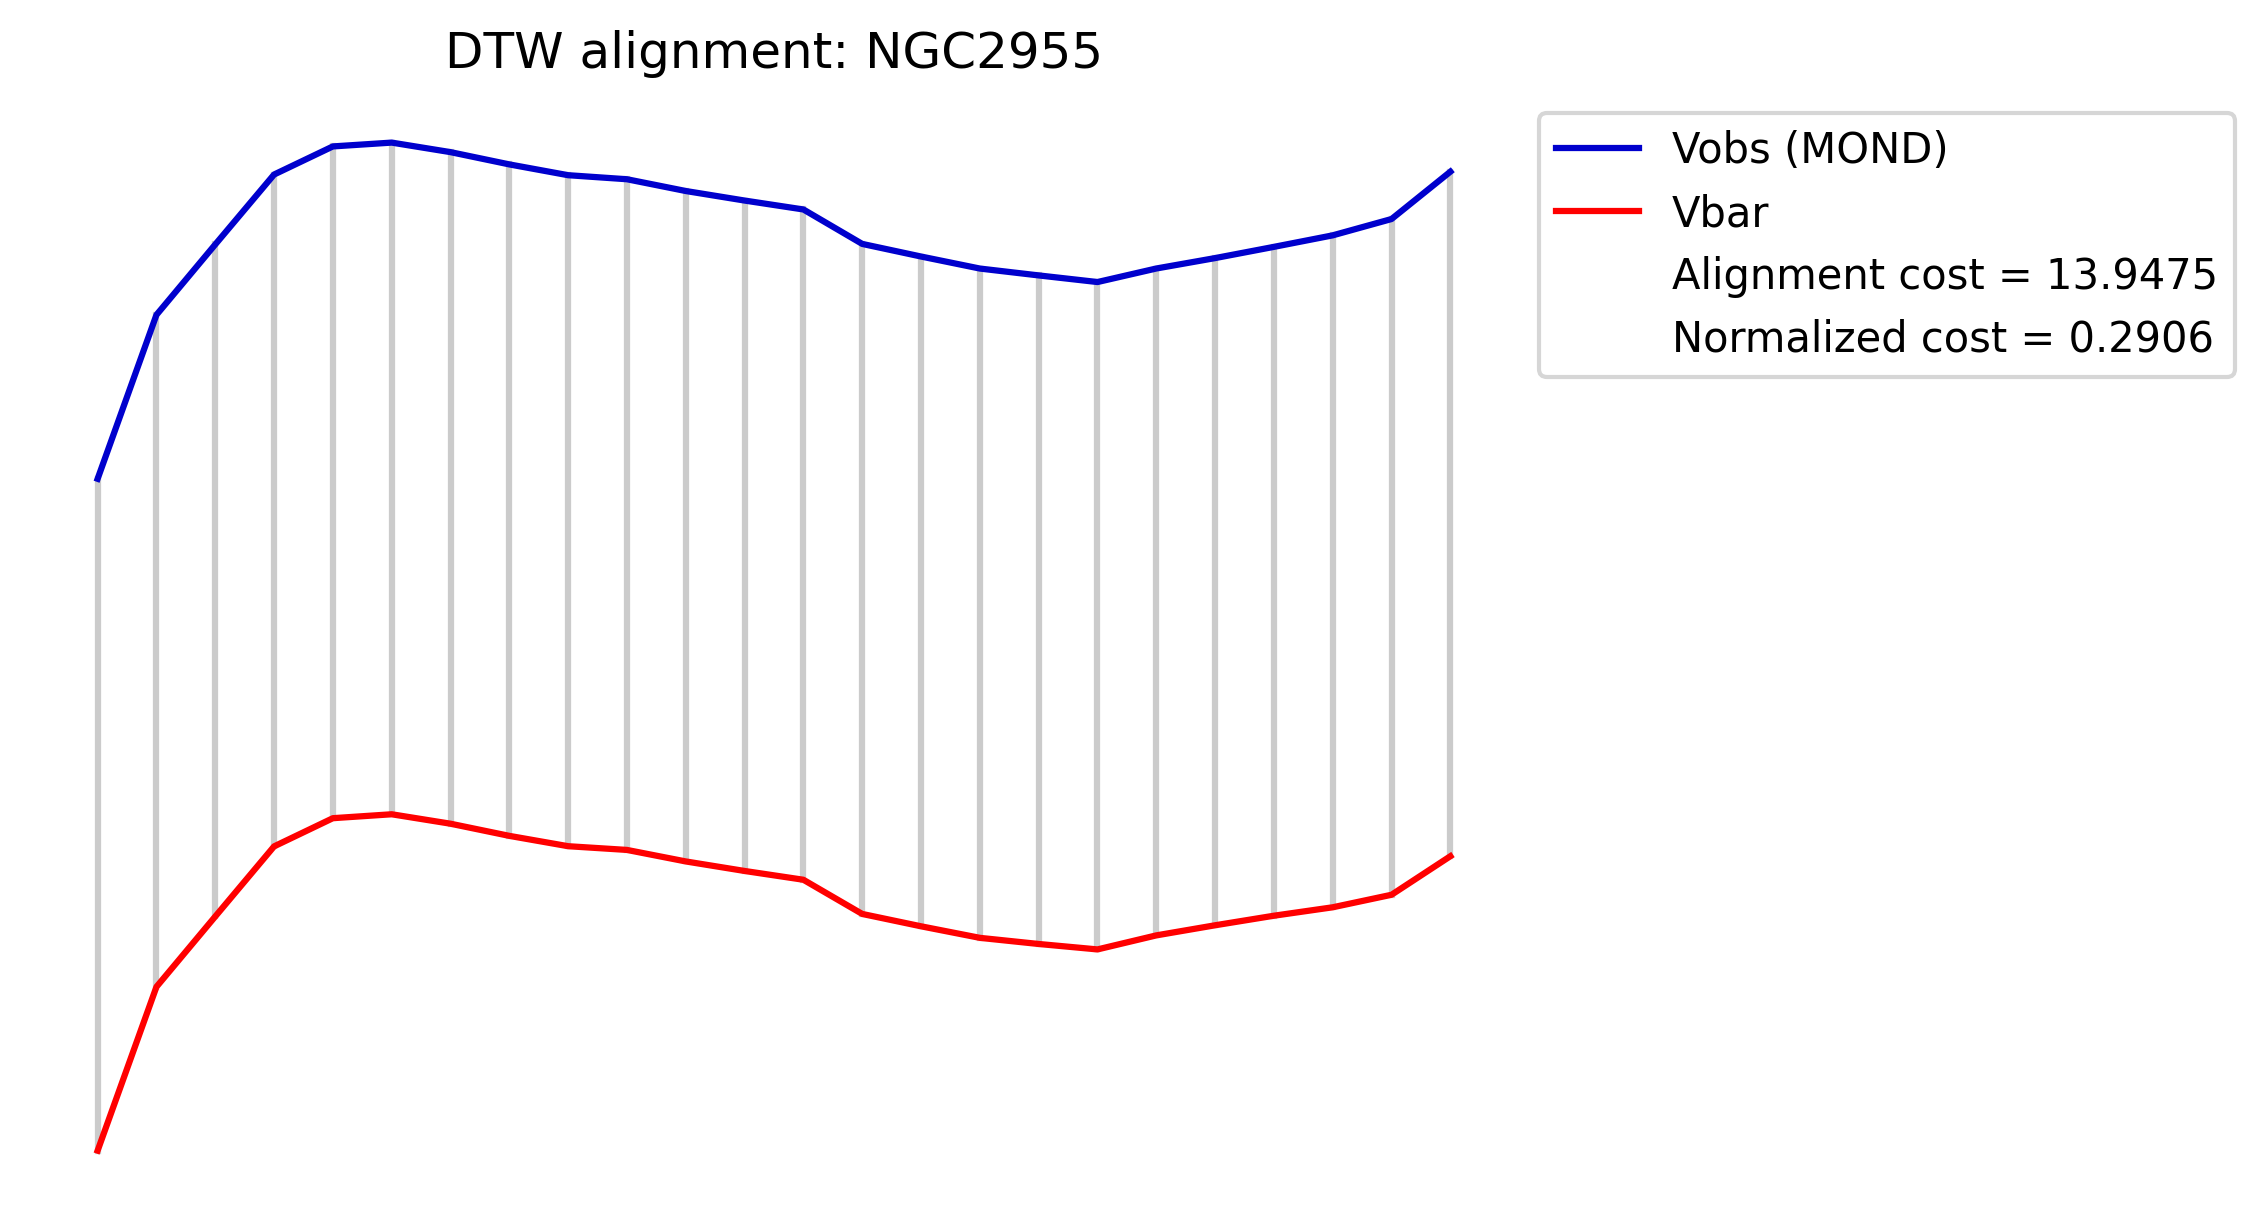 DTW alignment: NGC2955
Vobs (MOND)
Vbar
Alignment cost = 13.9475
Normalized cost = 0.2906